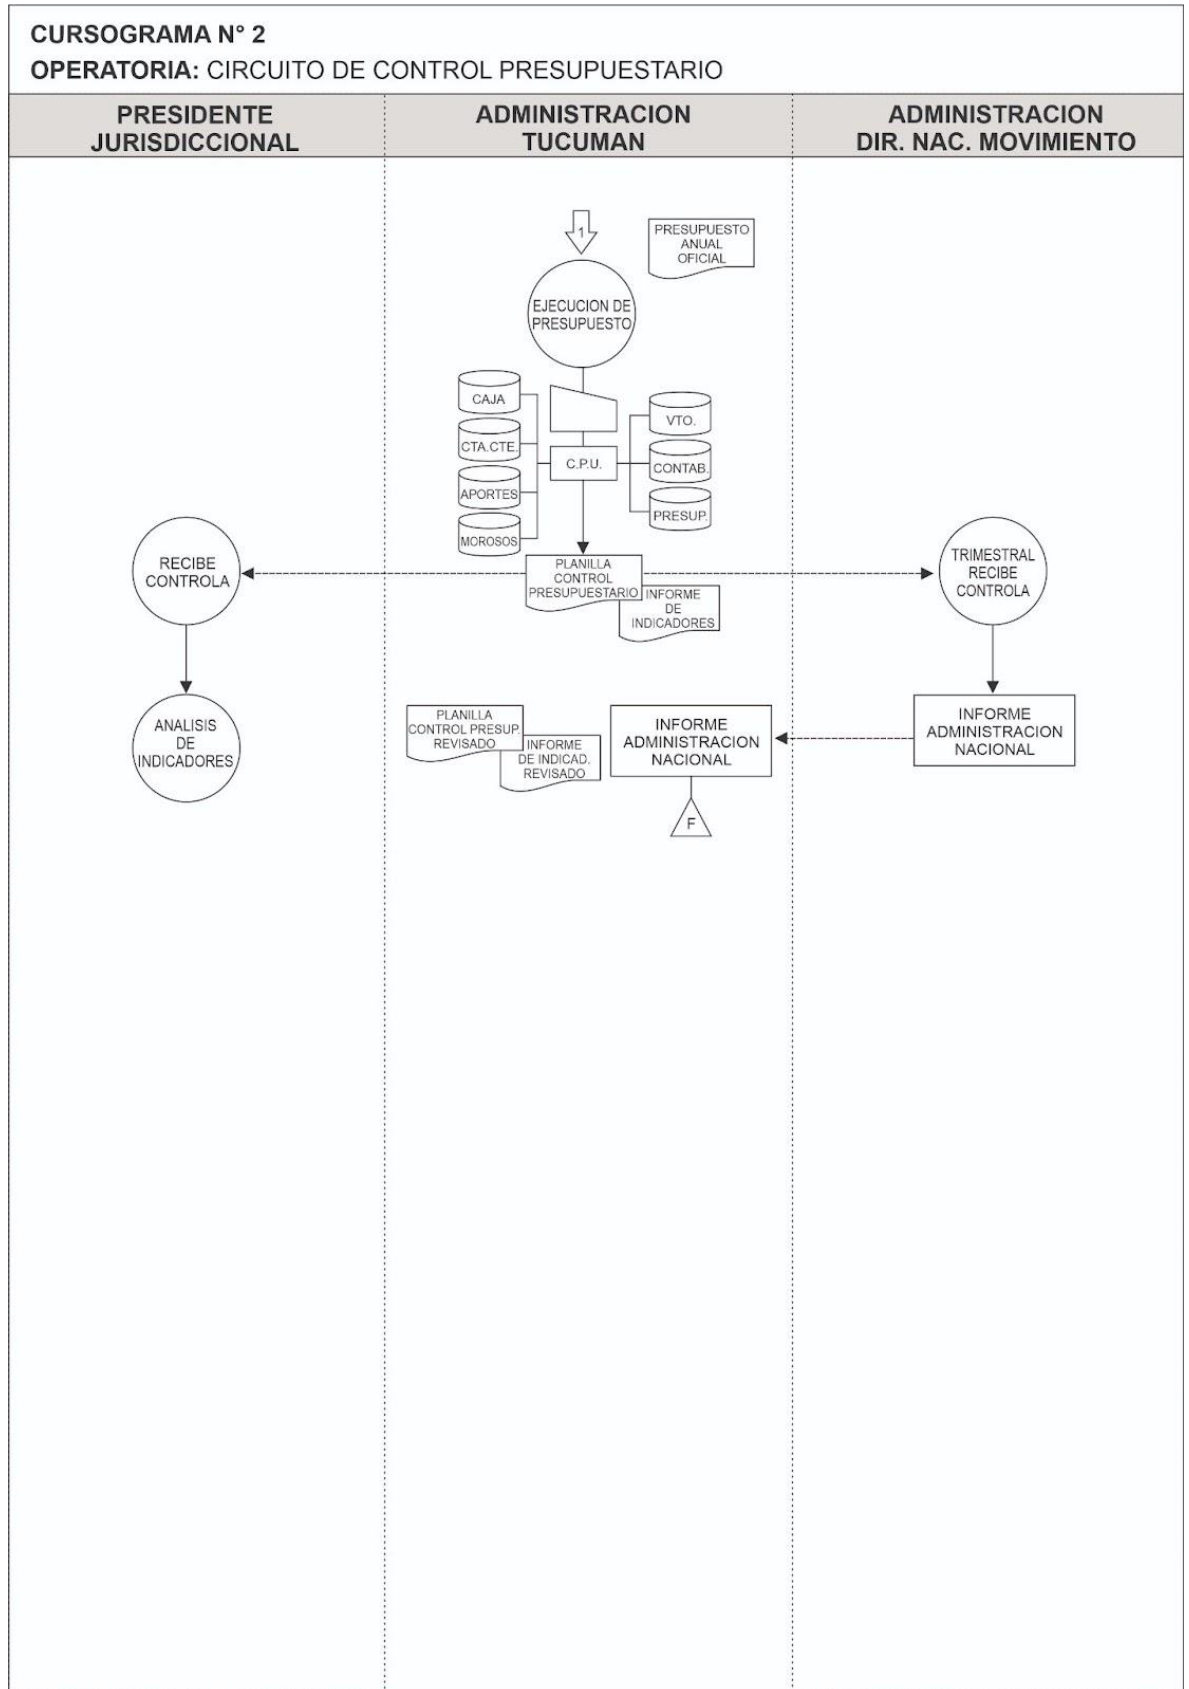 CURSOGRAMA N° 2
OPERATORIA: CIRCUITO DE CONTROL PRESUPUESTARIO
PRESIDENTE
JURISDICCIONAL
ADMINISTRACION
TUCUMAN
ADMINISTRACION
DIR. NAC. MOVIMIENTO
1
PRESUPUESTO
ANUAL
OFICIAL
EJECUCION DE
PRESUPUESTO
CAJA
CTA.CTE.
APORTES
MOROSOS
C.P.U.
VTO.
CONTAB.
PRESUP.
RECIBE
CONTROLA
PLANILLA
CONTROL
PRESUPUESTARIO
INFORME
DE
INDICADORES
TRIMESTRAL
RECIBE
CONTROLA
ANALISIS
DE
INDICADORES
PLANILLA
CONTROL PRESUP.
REVISADO
INFORME
DE INDICAD.
REVISADO
INFORME
ADMINISTRACION
NACIONAL
F
INFORME
ADMINISTRACION
NACIONAL